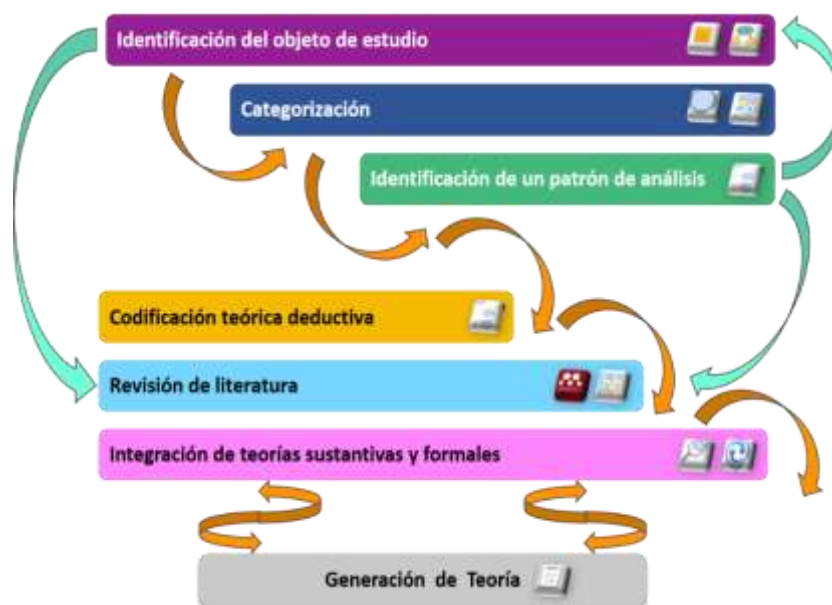 Identificación del objeto de estudio
Categorización
Identificación de un patrón de análisis
Codificación teórica deductiva
Revisión de literatura
Integración de teorías sustantivas y formales
Generación de Teoría